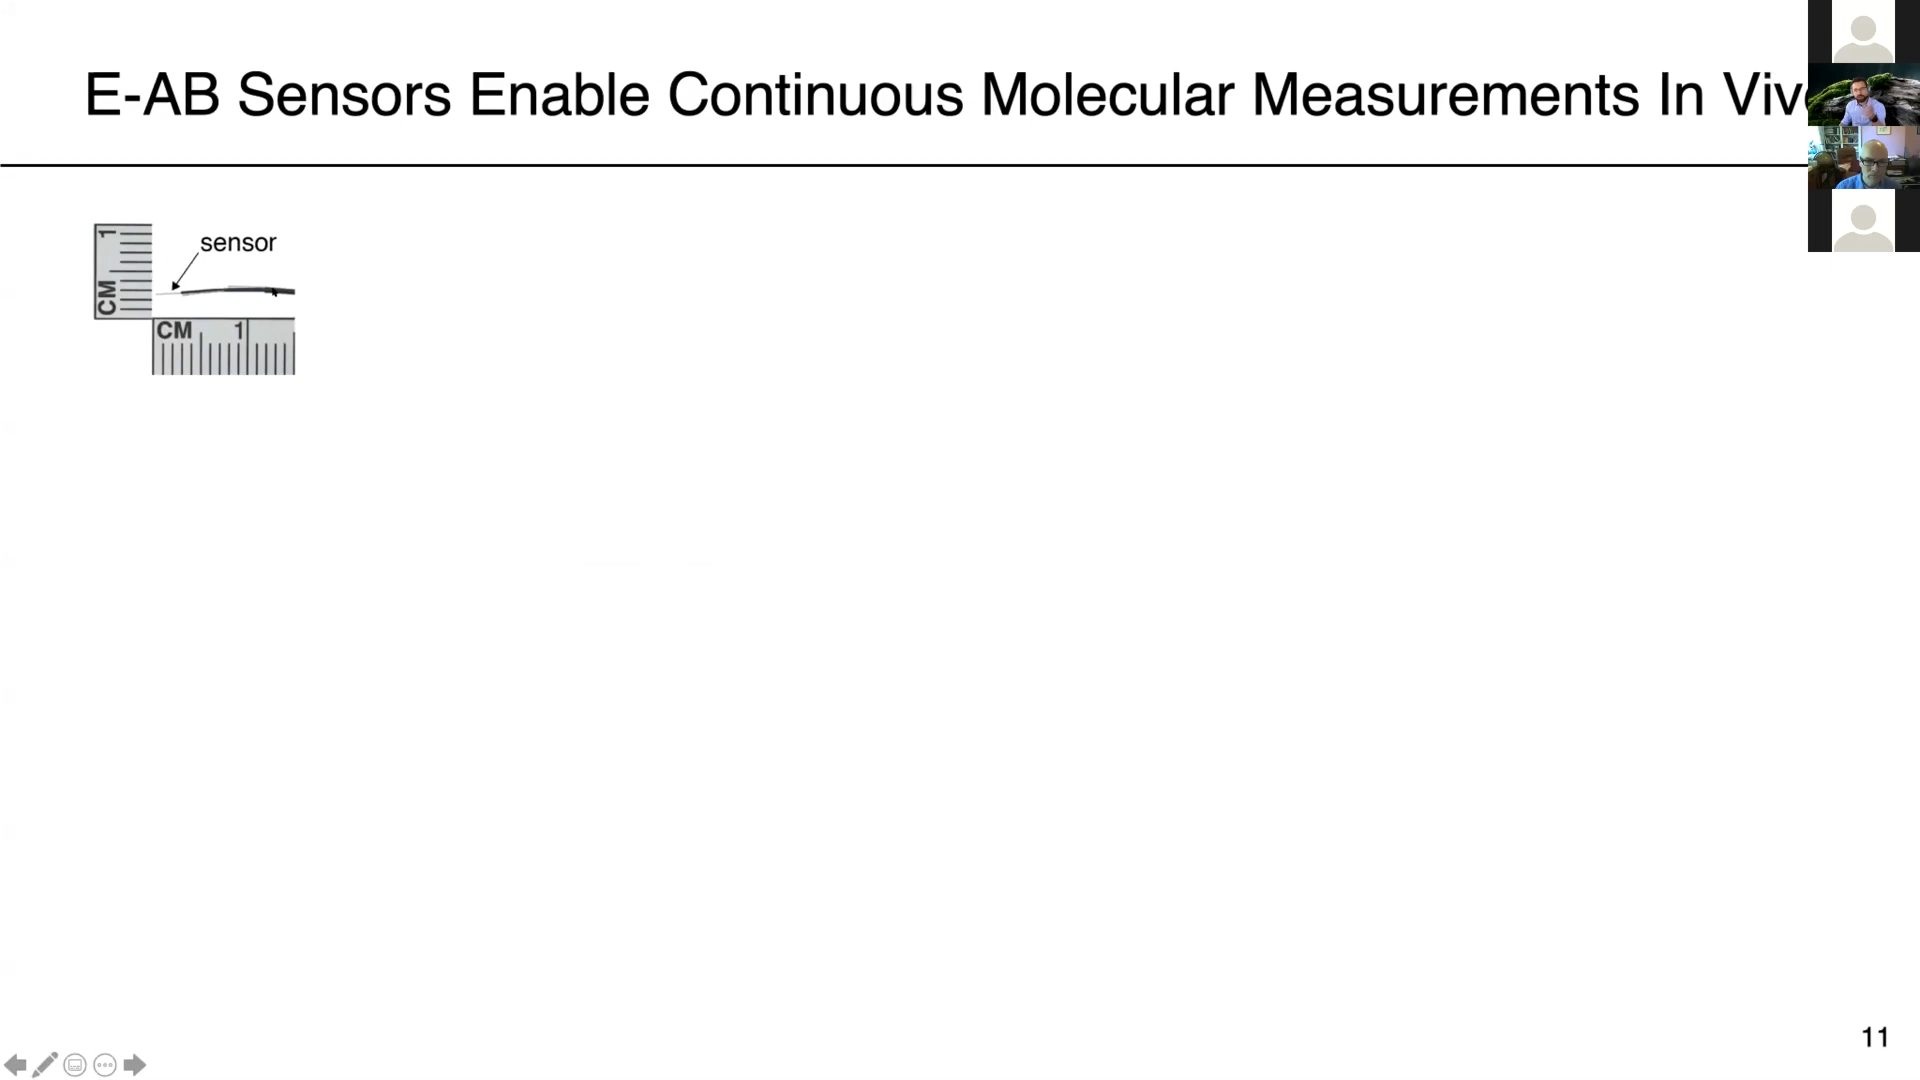 E-AB Sensors Enable Continuous Molecular Measurements In Viv
sensor
1
CM
CM 1
11